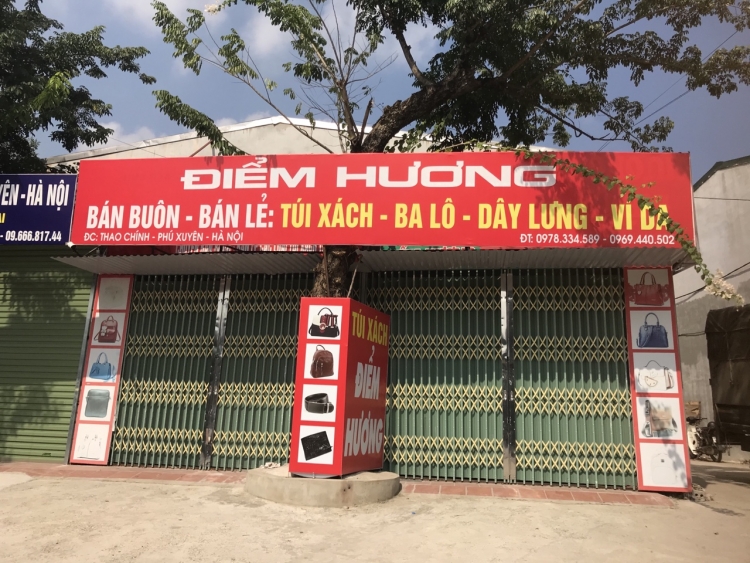 ĐIỂM HƯƠNG
BÁN BUÔN - BÁN LẺ: TÚI XÁCH - BA LÔ - DÂY LƯNG - VÍ DA
ĐC: THAO CHÍNH - PHÚ XUYÊN - HÀ NỘI
ĐT: 0978.334.589 - 0969.440.502
YÊN - HÀ NỘI
- 09.666.817.44
TÚI XÁCH
ĐIỂM
HƯƠNG